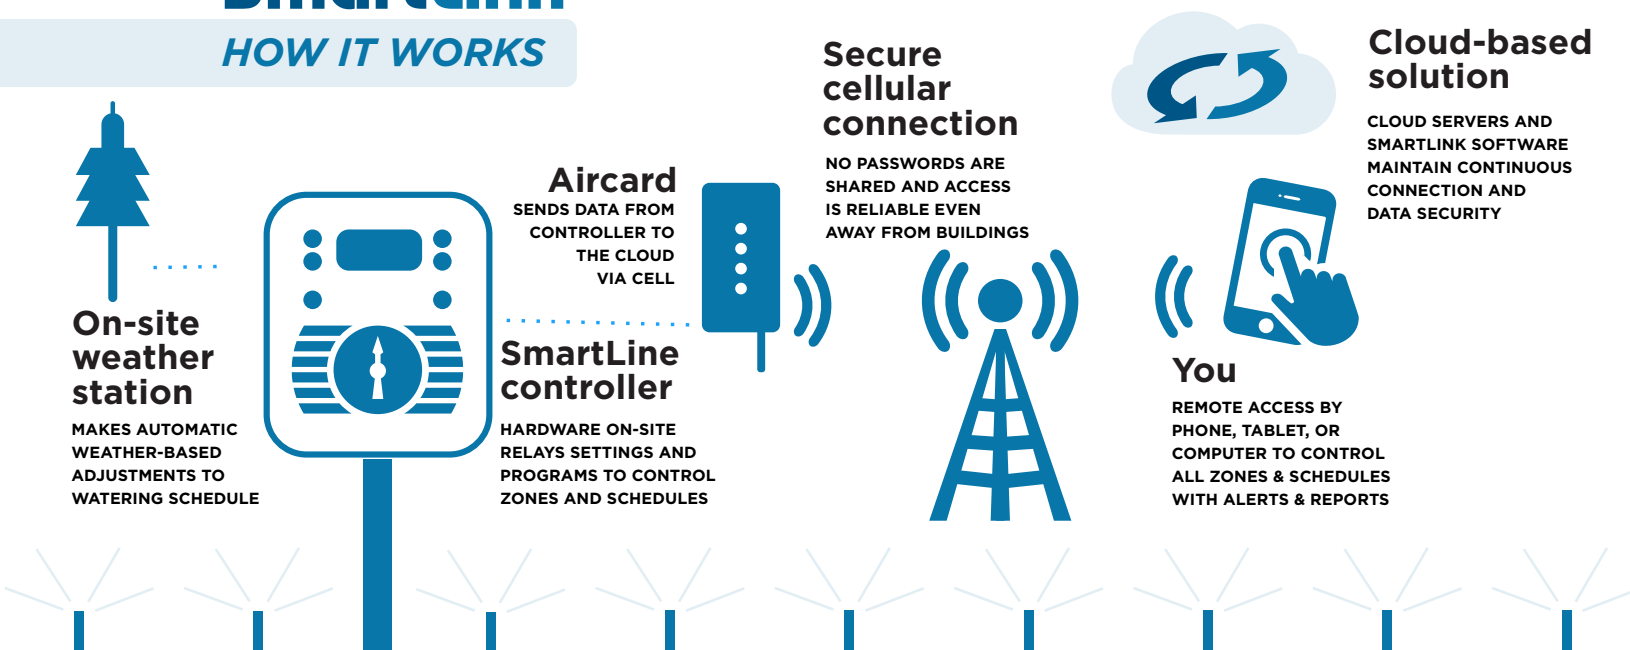 SmartLink
HOW IT WORKS
On-site
weather
station
MAKES AUTOMATIC
WEATHER-BASED
ADJUSTMENTS TO
WATERING SCHEDULE
Aircard
SENDS DATA FROM
CONTROLLER TO
THE CLOUD
VIA CELL
SmartLine
controller
HARDWARE ON-SITE
RELAYS SETTINGS AND
PROGRAMS TO CONTROL
ZONES AND SCHEDULES
Secure
cellular
connection
NO PASSWORDS ARE
SHARED AND ACCESS
IS RELIABLE EVEN
AWAY FROM BUILDINGS
You
REMOTE ACCESS BY
PHONE, TABLET, OR
COMPUTER TO CONTROL
ALL ZONES & SCHEDULES
WITH ALERTS & REPORTS
Cloud-based
solution
CLOUD SERVERS AND
SMARTLINK SOFTWARE
MAINTAIN CONTINUOUS
CONNECTION AND
DATA SECURITY